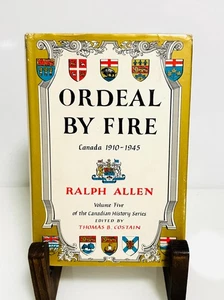 ORDEAL
BY FIRE
Canada 1910-1945
RALPH ALLEN
Volume Five
of the Canadian History Series
EDITED BY
THOMAS B. COSTAIN